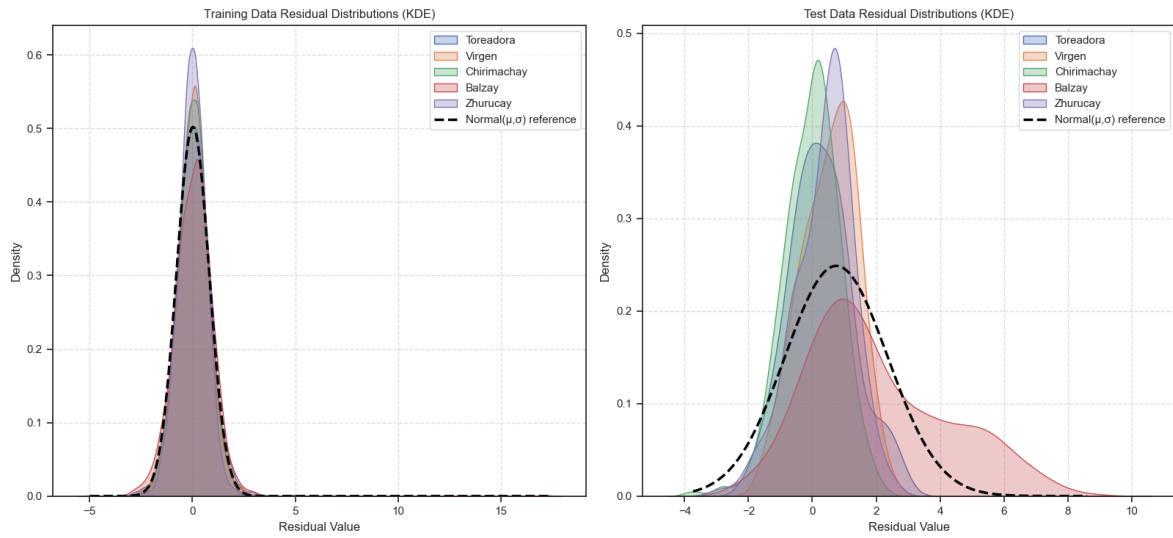 Training Data Residual Distributions (KDE)
Toreadora
Virgen
Chirimachay
Balzay
Zhurucay
Normal(μ,σ) reference
Density
0.6
0.5
0.4
0.3
0.2
0.1
0.0
−5
0
5
10
15
Residual Value
Test Data Residual Distributions (KDE)
Toreadora
Virgen
Chirimachay
Balzay
Zhurucay
Normal(μ,σ) reference
Density
0.5
0.4
0.3
0.2
0.1
0.0
−4
−2
0
2
4
6
8
10
Residual Value